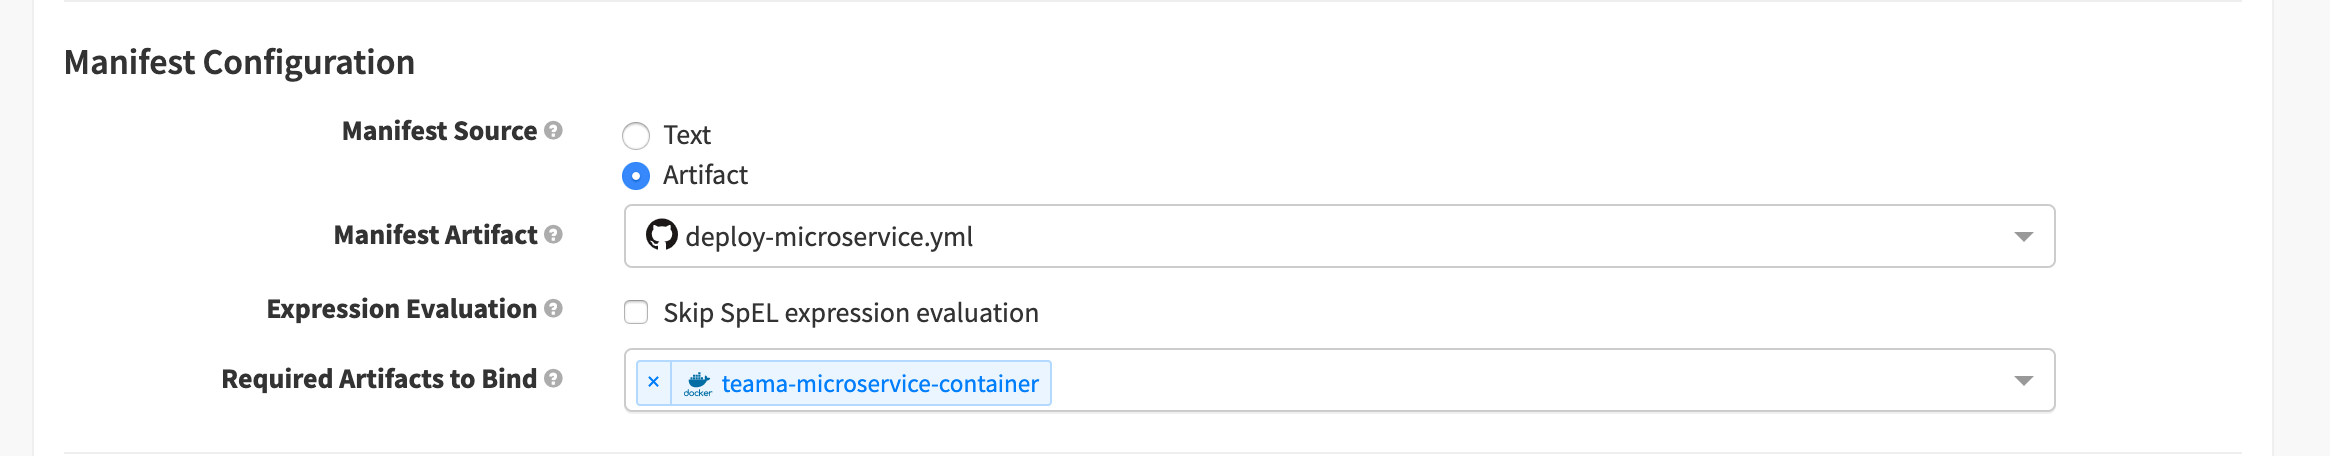 Manifest Configuration
Manifest Source ?
Text
Artifact
Manifest Artifact ?
deploy-microservice.yml
Expression Evaluation ?
Skip SpEL expression evaluation
Required Artifacts to Bind ?
× docker teama-microservice-container